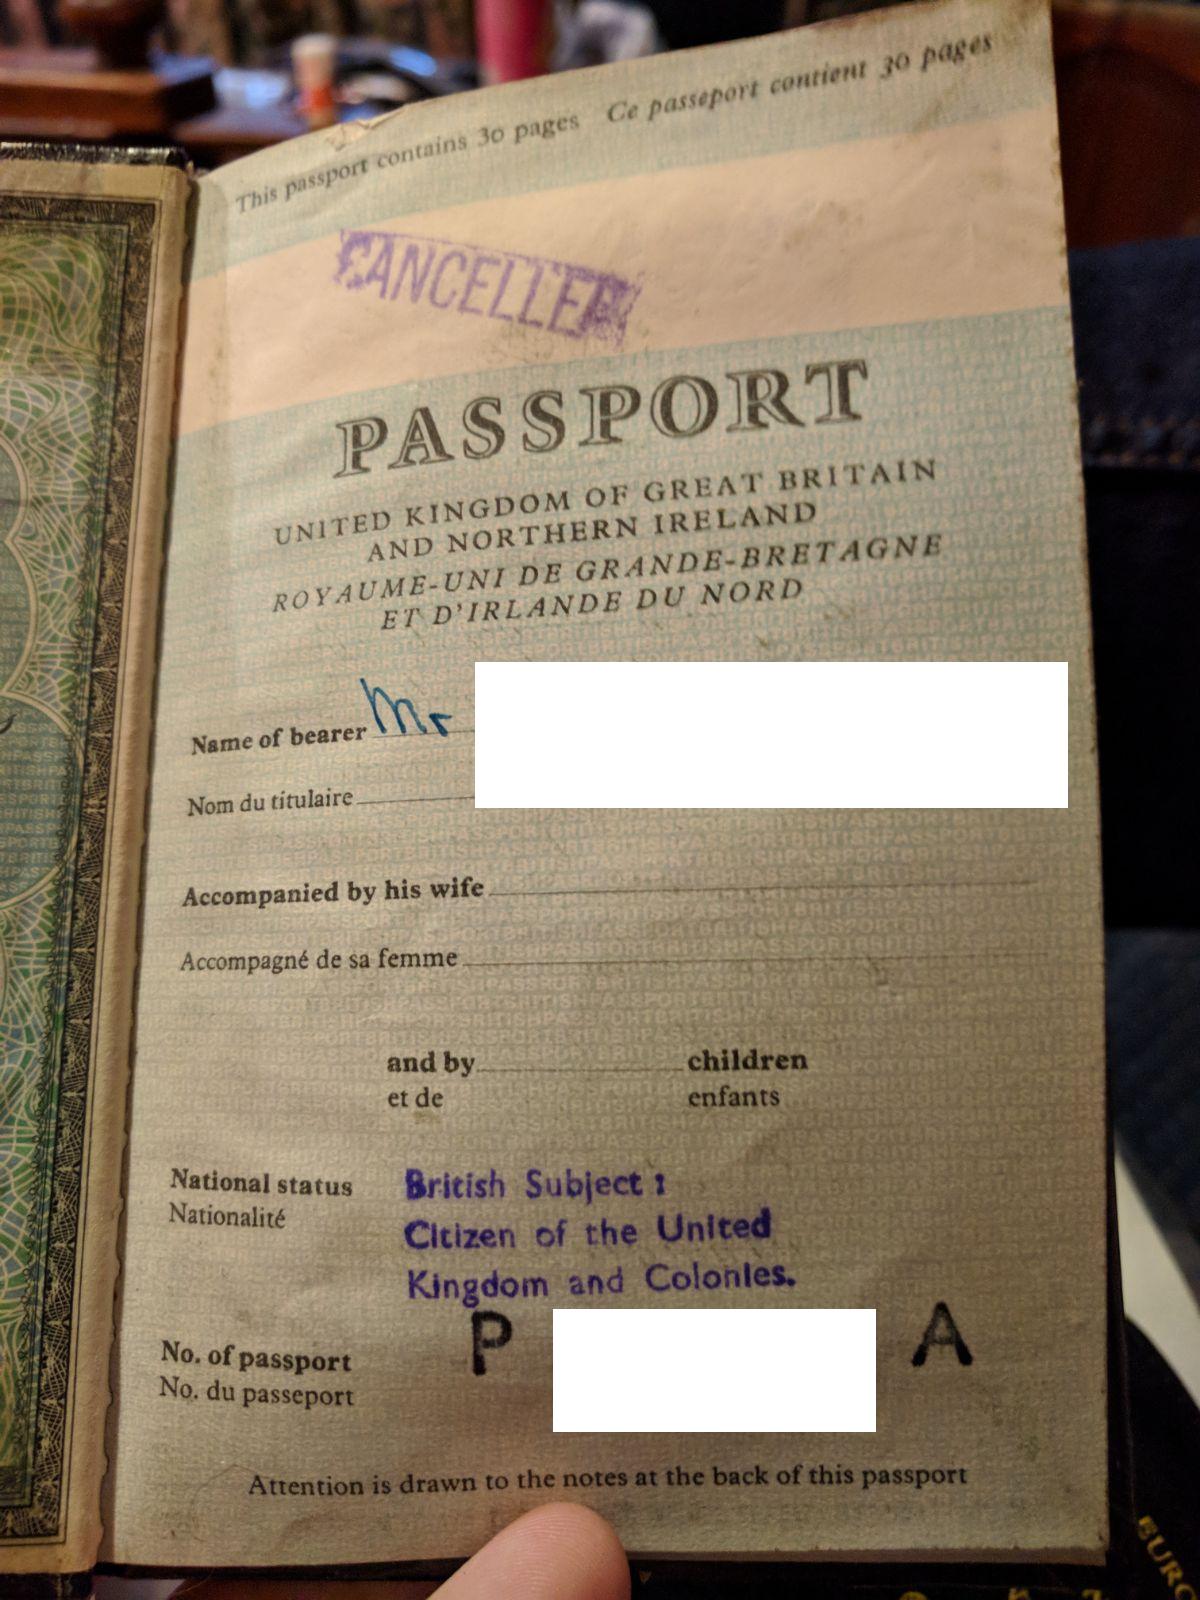 This passport contains 30 pages Ce passeport contient 30 pages
CANCELLED
PASSPORT
UNITED KINGDOM OF GREAT BRITAIN
AND NORTHERN IRELAND
ROYAUME-UNI DE GRANDE-BRETAGNE
ET D'IRLANDE DU NORD
Name of bearer Mr
Nom du titulaire
Accompanied by his wife
Accompagné de sa femme
and by children
et de enfants
National status British Subject:
Nationalité
Citizen of the United
Kingdom and Colonies.
No. of passport P A
No. du passeport
Attention is drawn to the notes at the back of this passport